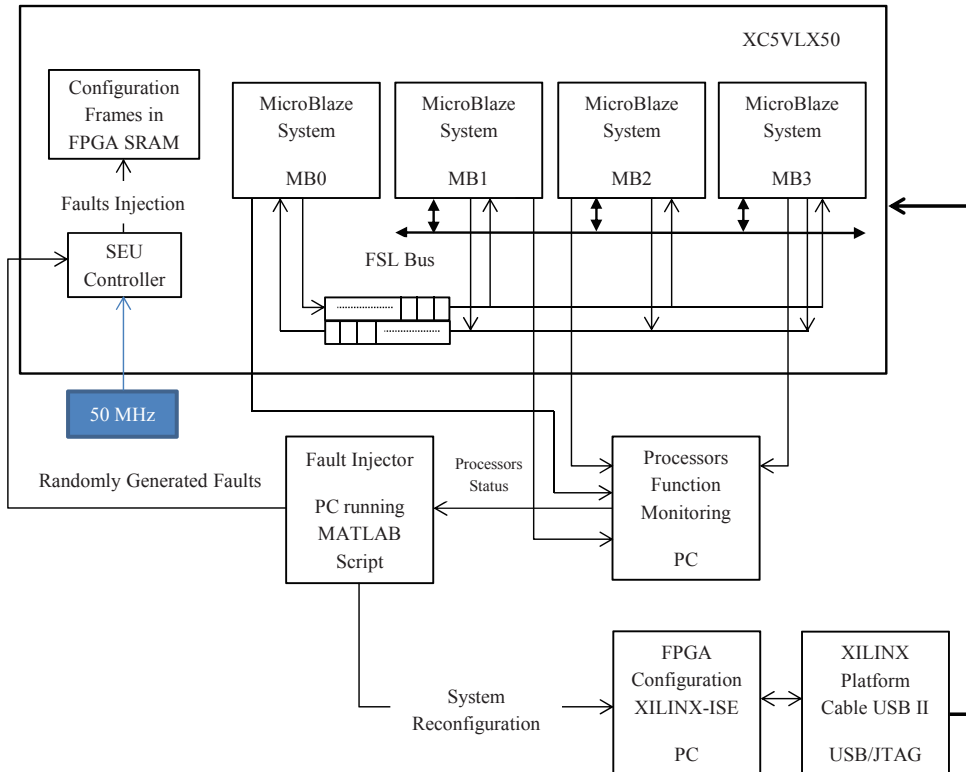 XC5VLX50
Configuration
Frames in
FPGA SRAM
Faults Injection
SEU
Controller
MicroBlaze
System
MB0
MicroBlaze
System
MB1
MicroBlaze
System
MB2
MicroBlaze
System
MB3
FSL Bus
50 MHz
Randomly Generated Faults
Fault Injector
PC running
MATLAB
Script
Processors
Status
Processors
Function
Monitoring
PC
System
Reconfiguration
FPGA
Configuration
XILINX-ISE
PC
XILINX
Platform
Cable USB II
USB/JTAG